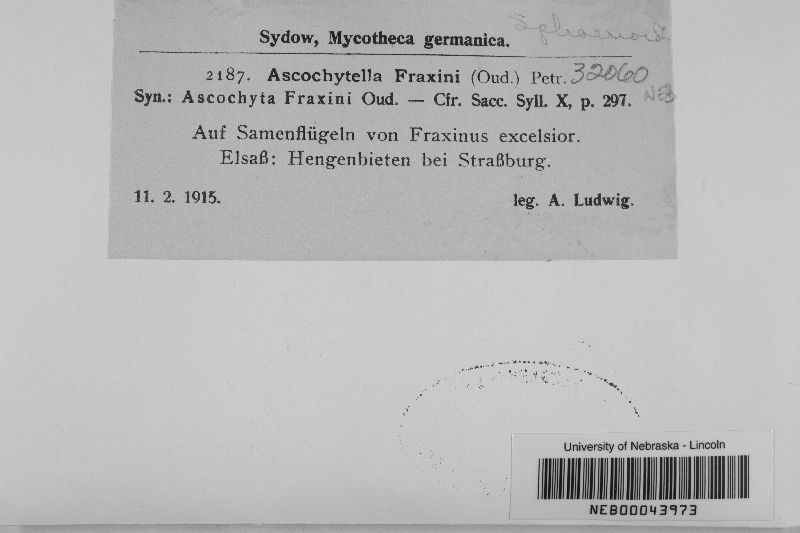 Sydow, Mycotheca germanica.
2187. Ascochytella Fraxini (Oud.) Petr. 32060
Syn.: Ascochyta Fraxini Oud. — Cfr. Sacc. Syll. X, p. 297. NEB
Auf Samenflügeln von Fraxinus excelsior.
Elsaß: Hengenbieten bei Straßburg.
11. 2. 1915. leg. A. Ludwig.
University of Nebraska - Lincoln
NEB00043973